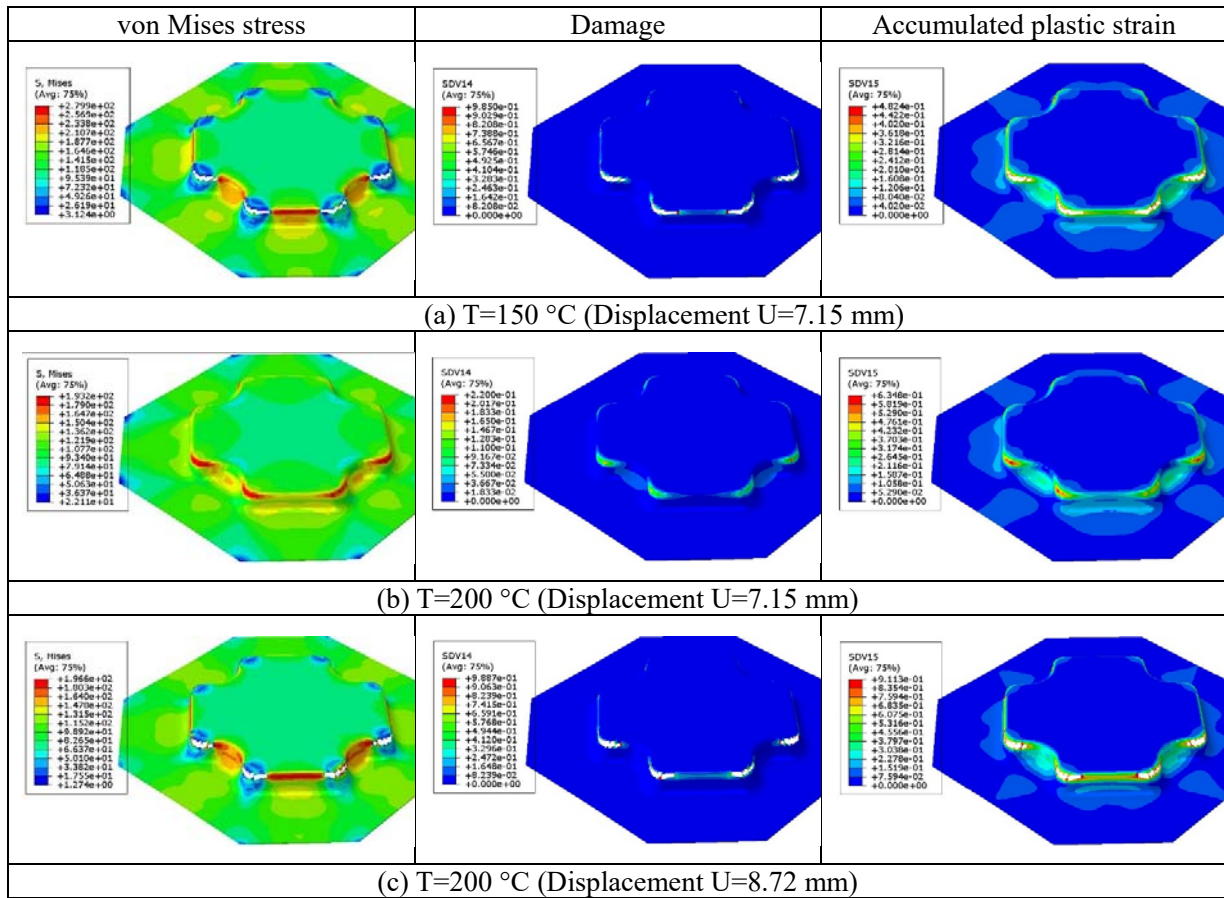 von Mises stress
Damage
Accumulated plastic strain
S, Mises
(Avg: 75%)
+2.799e+02
+2.569e+02
+2.338e+02
+2.107e+02
+1.877e+02
+1.646e+02
+1.415e+02
+1.185e+02
+9.539e+01
+7.232e+01
+4.926e+01
+2.619e+01
+3.124e+00
SDV14
(Avg: 75%)
+9.850e-01
+9.029e-01
+8.208e-01
+7.388e-01
+6.567e-01
+5.746e-01
+4.925e-01
+4.104e-01
+3.283e-01
+2.463e-01
+1.642e-01
+8.208e-02
+0.000e+00
SDV15
(Avg: 75%)
+4.824e-01
+4.422e-01
+4.020e-01
+3.618e-01
+3.216e-01
+2.814e-01
+2.412e-01
+2.010e-01
+1.608e-01
+1.206e-01
+8.040e-02
+4.020e-02
+0.000e+00
(a) T=150 °C (Displacement U=7.15 mm)
S, Mises
(Avg: 75%)
+1.932e+02
+1.790e+02
+1.647e+02
+1.504e+02
+1.362e+02
+1.219e+02
+1.077e+02
+9.340e+01
+7.914e+01
+6.488e+01
+5.063e+01
+3.637e+01
+2.211e+01
SDV14
(Avg: 75%)
+2.200e-01
+2.017e-01
+1.833e-01
+1.650e-01
+1.467e-01
+1.283e-01
+1.100e-01
+9.167e-02
+7.334e-02
+5.500e-02
+3.667e-02
+1.833e-02
+0.000e+00
SDV15
(Avg: 75%)
+6.348e-01
+5.819e-01
+5.290e-01
+4.761e-01
+4.232e-01
+3.703e-01
+3.174e-01
+2.645e-01
+2.116e-01
+1.587e-01
+1.058e-01
+5.290e-02
+0.000e+00
(b) T=200 °C (Displacement U=7.15 mm)
S, Mises
(Avg: 75%)
+1.966e+02
+1.803e+02
+1.640e+02
+1.478e+02
+1.315e+02
+1.152e+02
+9.892e+01
+8.265e+01
+6.637e+01
+5.010e+01
+3.382e+01
+1.755e+01
+1.274e+00
SDV14
(Avg: 75%)
+9.887e-01
+9.063e-01
+8.239e-01
+7.415e-01
+6.591e-01
+5.768e-01
+4.944e-01
+4.120e-01
+3.296e-01
+2.472e-01
+1.648e-01
+8.239e-02
+0.000e+00
SDV15
(Avg: 75%)
+9.113e-01
+8.354e-01
+7.594e-01
+6.835e-01
+6.075e-01
+5.316e-01
+4.556e-01
+3.797e-01
+3.038e-01
+2.278e-01
+1.519e-01
+7.594e-02
+0.000e+00
(c) T=200 °C (Displacement U=8.72 mm)